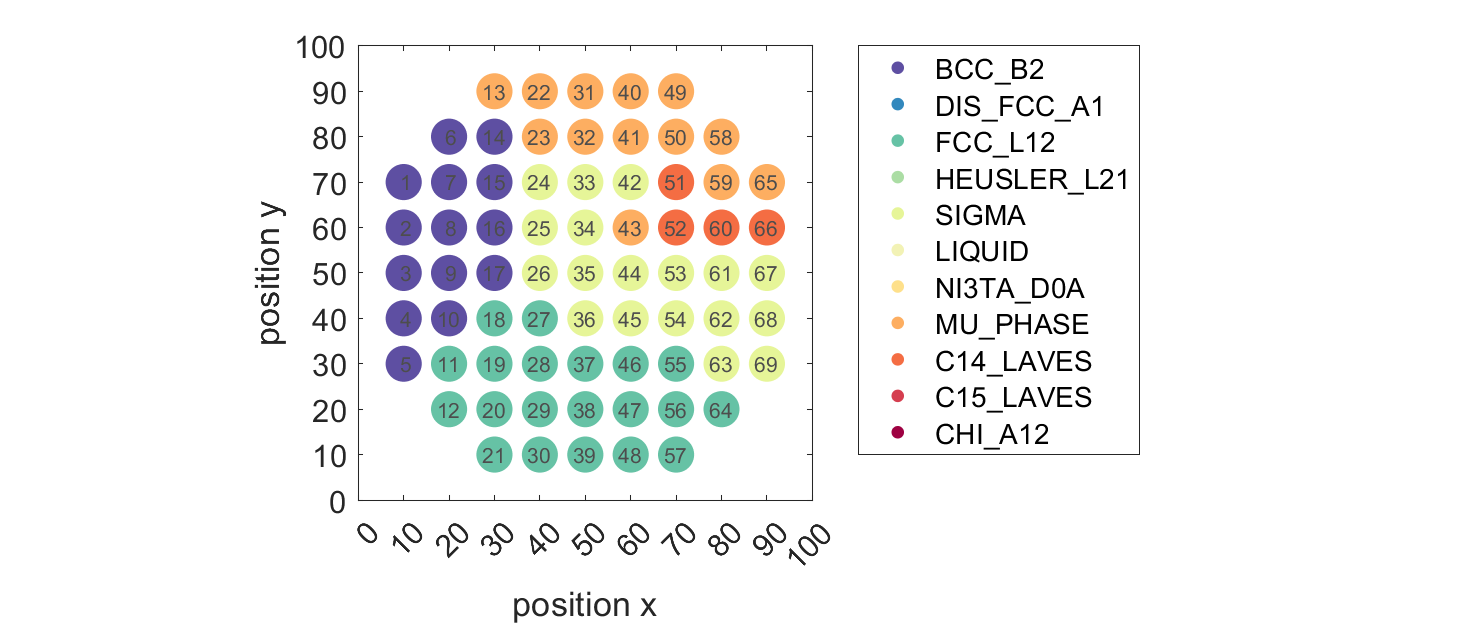 100
90
80
70
60
50
40
30
20
10
0
position y
13 22 31 40 49
6 14 23 32 41 50 58
1 7 15 24 33 42 51 59 65
2 8 16 25 34 43 52 60 66
3 9 17 26 35 44 53 61 67
4 10 18 27 36 45 54 62 68
5 11 19 28 37 46 55 63 69
12 20 29 38 47 56 64
21 30 39 48 57
0 10 20 30 40 50 60 70 80 90 100
position x
BCC_B2
DIS_FCC_A1
FCC_L12
HEUSLER_L21
SIGMA
LIQUID
NI3TA_D0A
MU_PHASE
C14_LAVES
C15_LAVES
CHI_A12